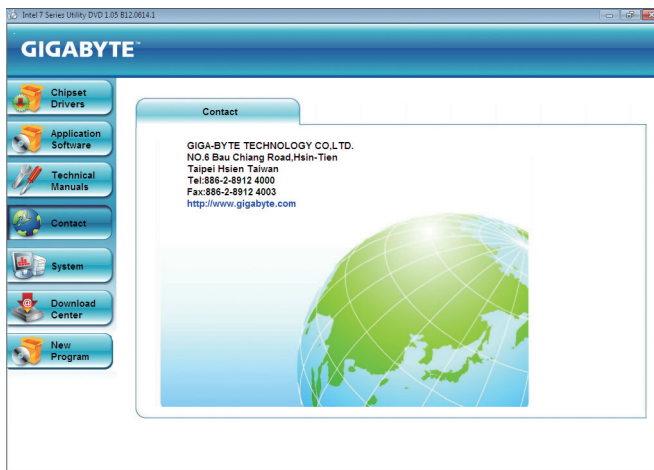 Intel 7 Series Utility DVD 1.05 B12.0614.1
GIGABYTE™
Chipset
Drivers
Application
Software
Technical
Manuals
Contact
System
Download
Center
New
Program
Contact
GIGA-BYTE TECHNOLOGY CO,LTD.
NO.6 Bau Chiang Road,Hsin-Tien
Taipei Hsien Taiwan
Tel:886-2-8912 4000
Fax:886-2-8912 4003
http://www.gigabyte.com